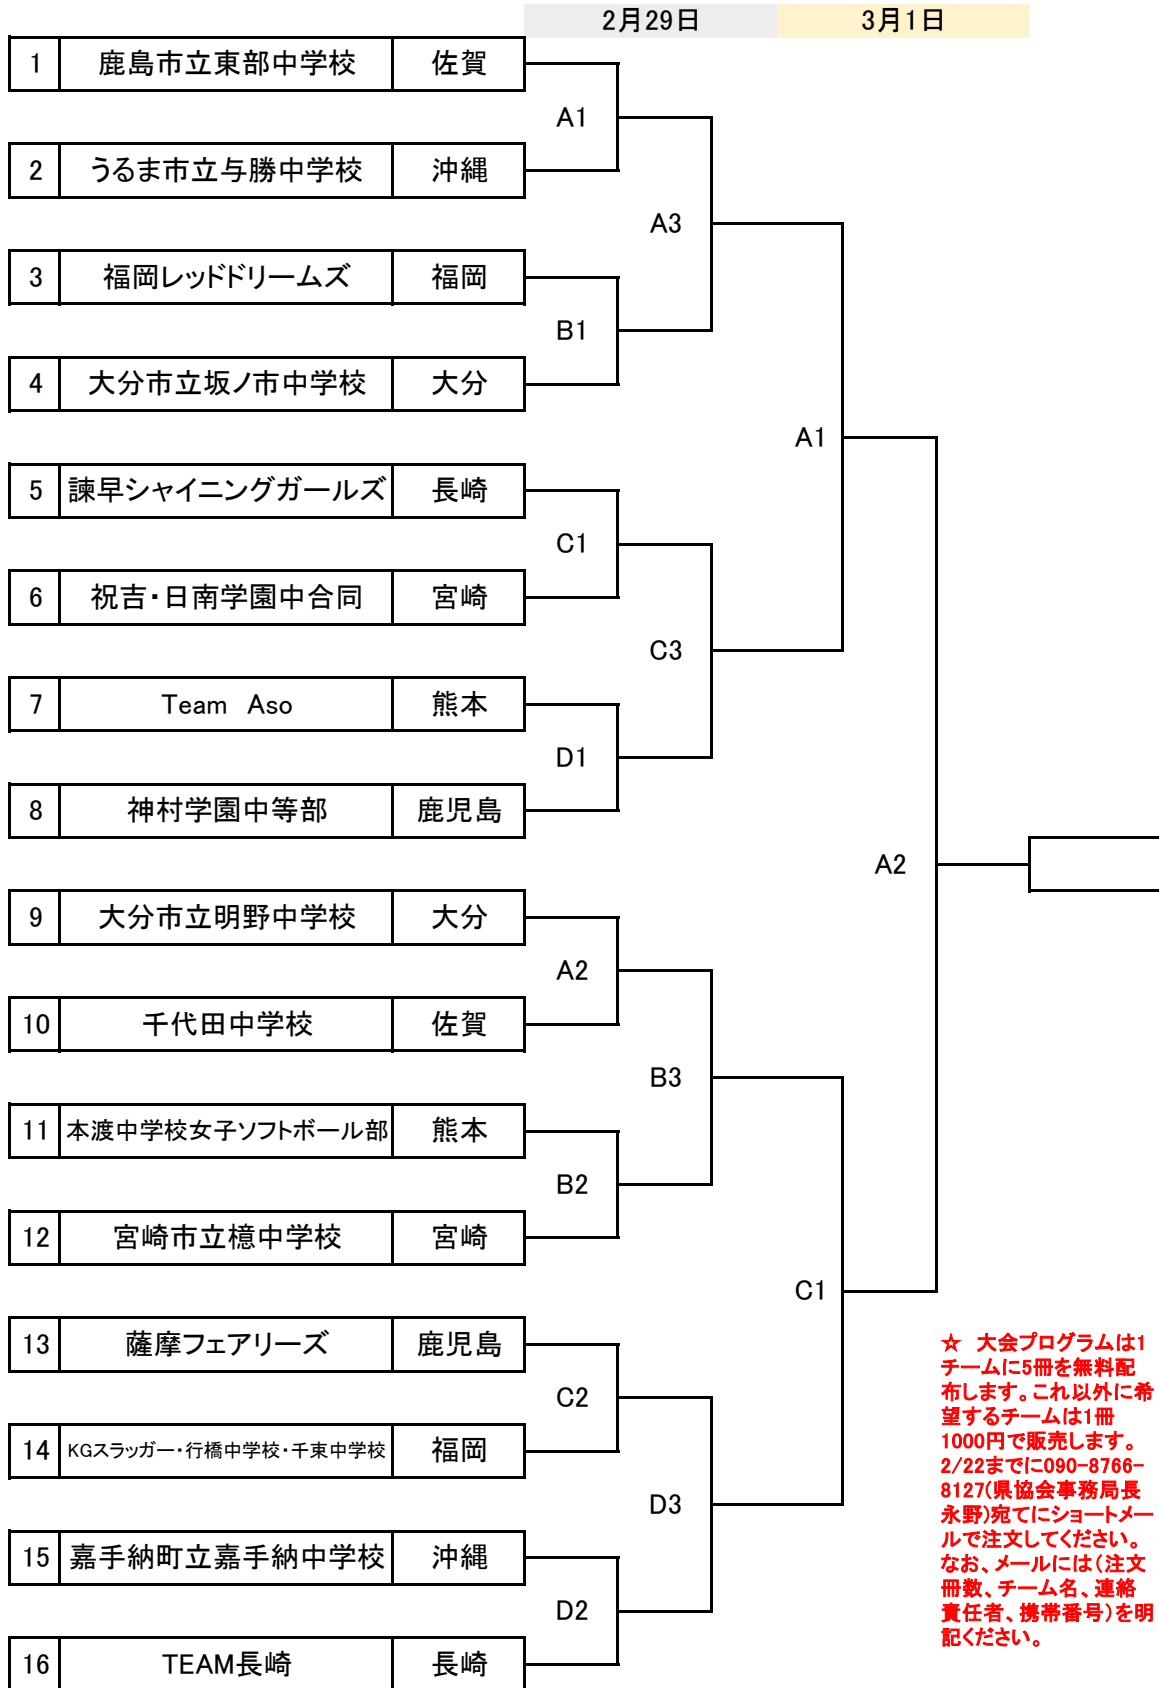 2月29日 3月1日
1 鹿島市立東部中学校 佐賀
A1
2 うるま市立与勝中学校 沖縄
A3
3 福岡レッドドリームズ 福岡
B1
4 大分市立坂ノ市中学校 大分
A1
5 諫早シャイニングガールズ 長崎
C1
6 祝吉・日南学園中合同 宮崎
C3
7 Team Aso 熊本
D1
8 神村学園中等部 鹿児島
A2
9 大分市立明野中学校 大分
A2
10 千代田中学校 佐賀
B3
11 本渡中学校女子ソフトボール部 熊本
B2
12 宮崎市立檍中学校 宮崎
C1
13 薩摩フェアリーズ 鹿児島
C2
14 KGスラッガー・行橋中学校・千東中学校 福岡
D3
15 嘉手納町立嘉手納中学校 沖縄
D2
16 TEAM長崎 長崎
☆ 大会プログラムは1
チームに5冊を無料配
布します。これ以外に希
望するチームは1冊
1000円で販売します。
2/22までに090-8766-
8127(県協会事務局長
永野)宛てにショートメー
ルで注文してください。
なお、メールには(注文
冊数、チーム名、連絡
責任者、携帯番号)を明
記ください。